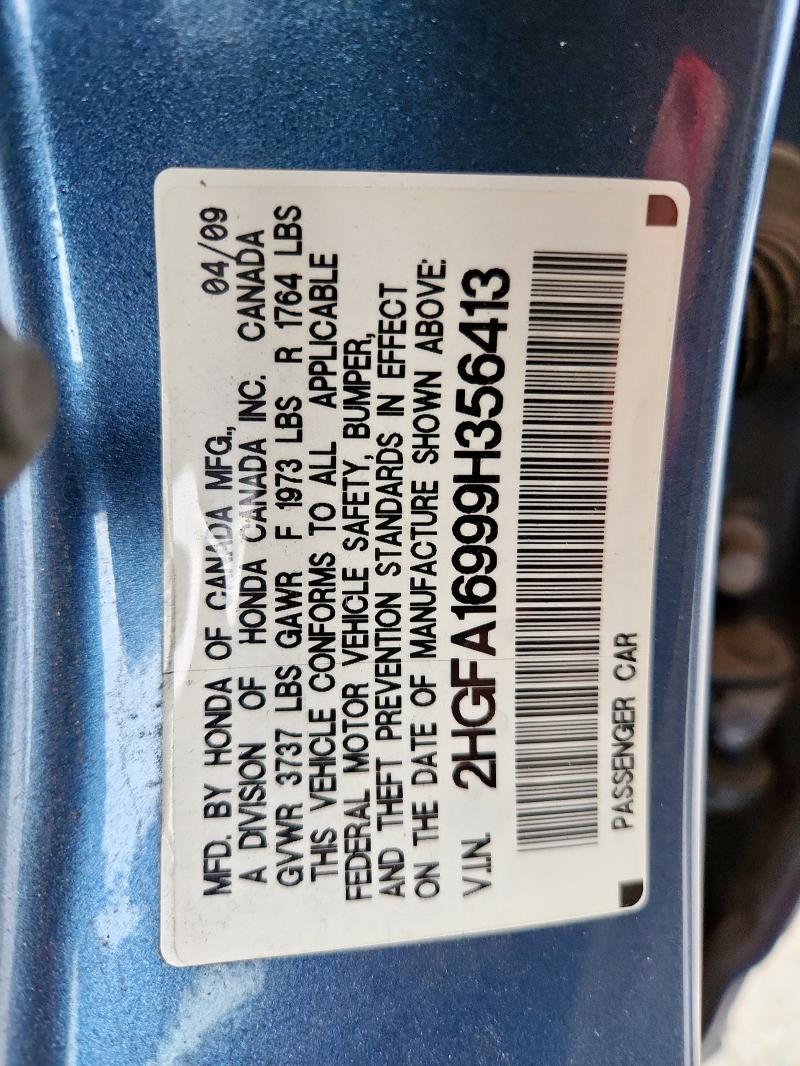 MFD. BY HONDA OF CANADA MFG., 04/09
A DIVISION OF HONDA CANADA INC. CANADA
GVWR 3737 LBS GAWR F 1973 LBS R 1764 LBS
THIS VEHICLE CONFORMS TO ALL APPLICABLE
FEDERAL MOTOR VEHICLE SAFETY, BUMPER,
AND THEFT PREVENTION STANDARDS IN EFFECT
ON THE DATE OF MANUFACTURE SHOWN ABOVE:
V.I.N. 2HGFA16999H356413
PASSENGER CAR